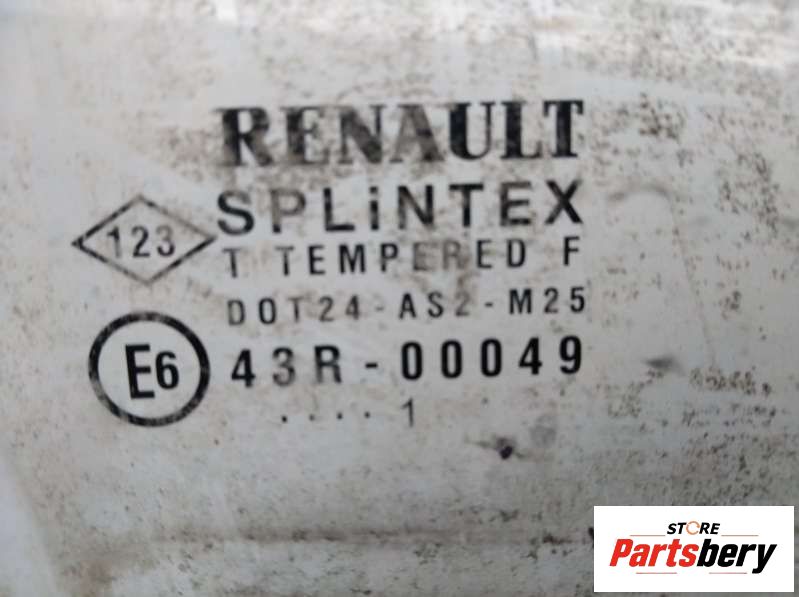 RENAULT
SPLiNTEX
123
T TEMPERED F
DOT24-AS2-M25
E6 43R-00049
.... 1
STORE
Partsbery